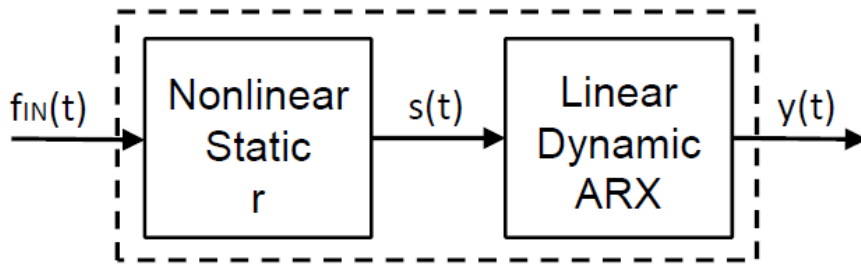 fIN(t)
Nonlinear
Static
r
s(t)
Linear
Dynamic
ARX
y(t)